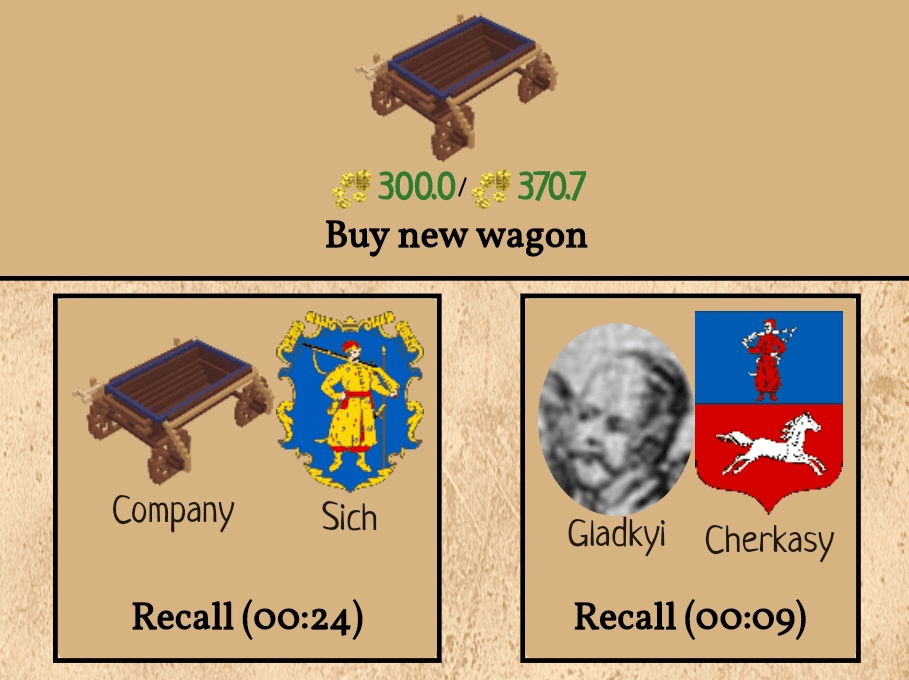 300.0/ 370.7
Buy new wagon
Company
Sich
Recall (00:24)
Gladkyi
Cherkasy
Recall (00:09)